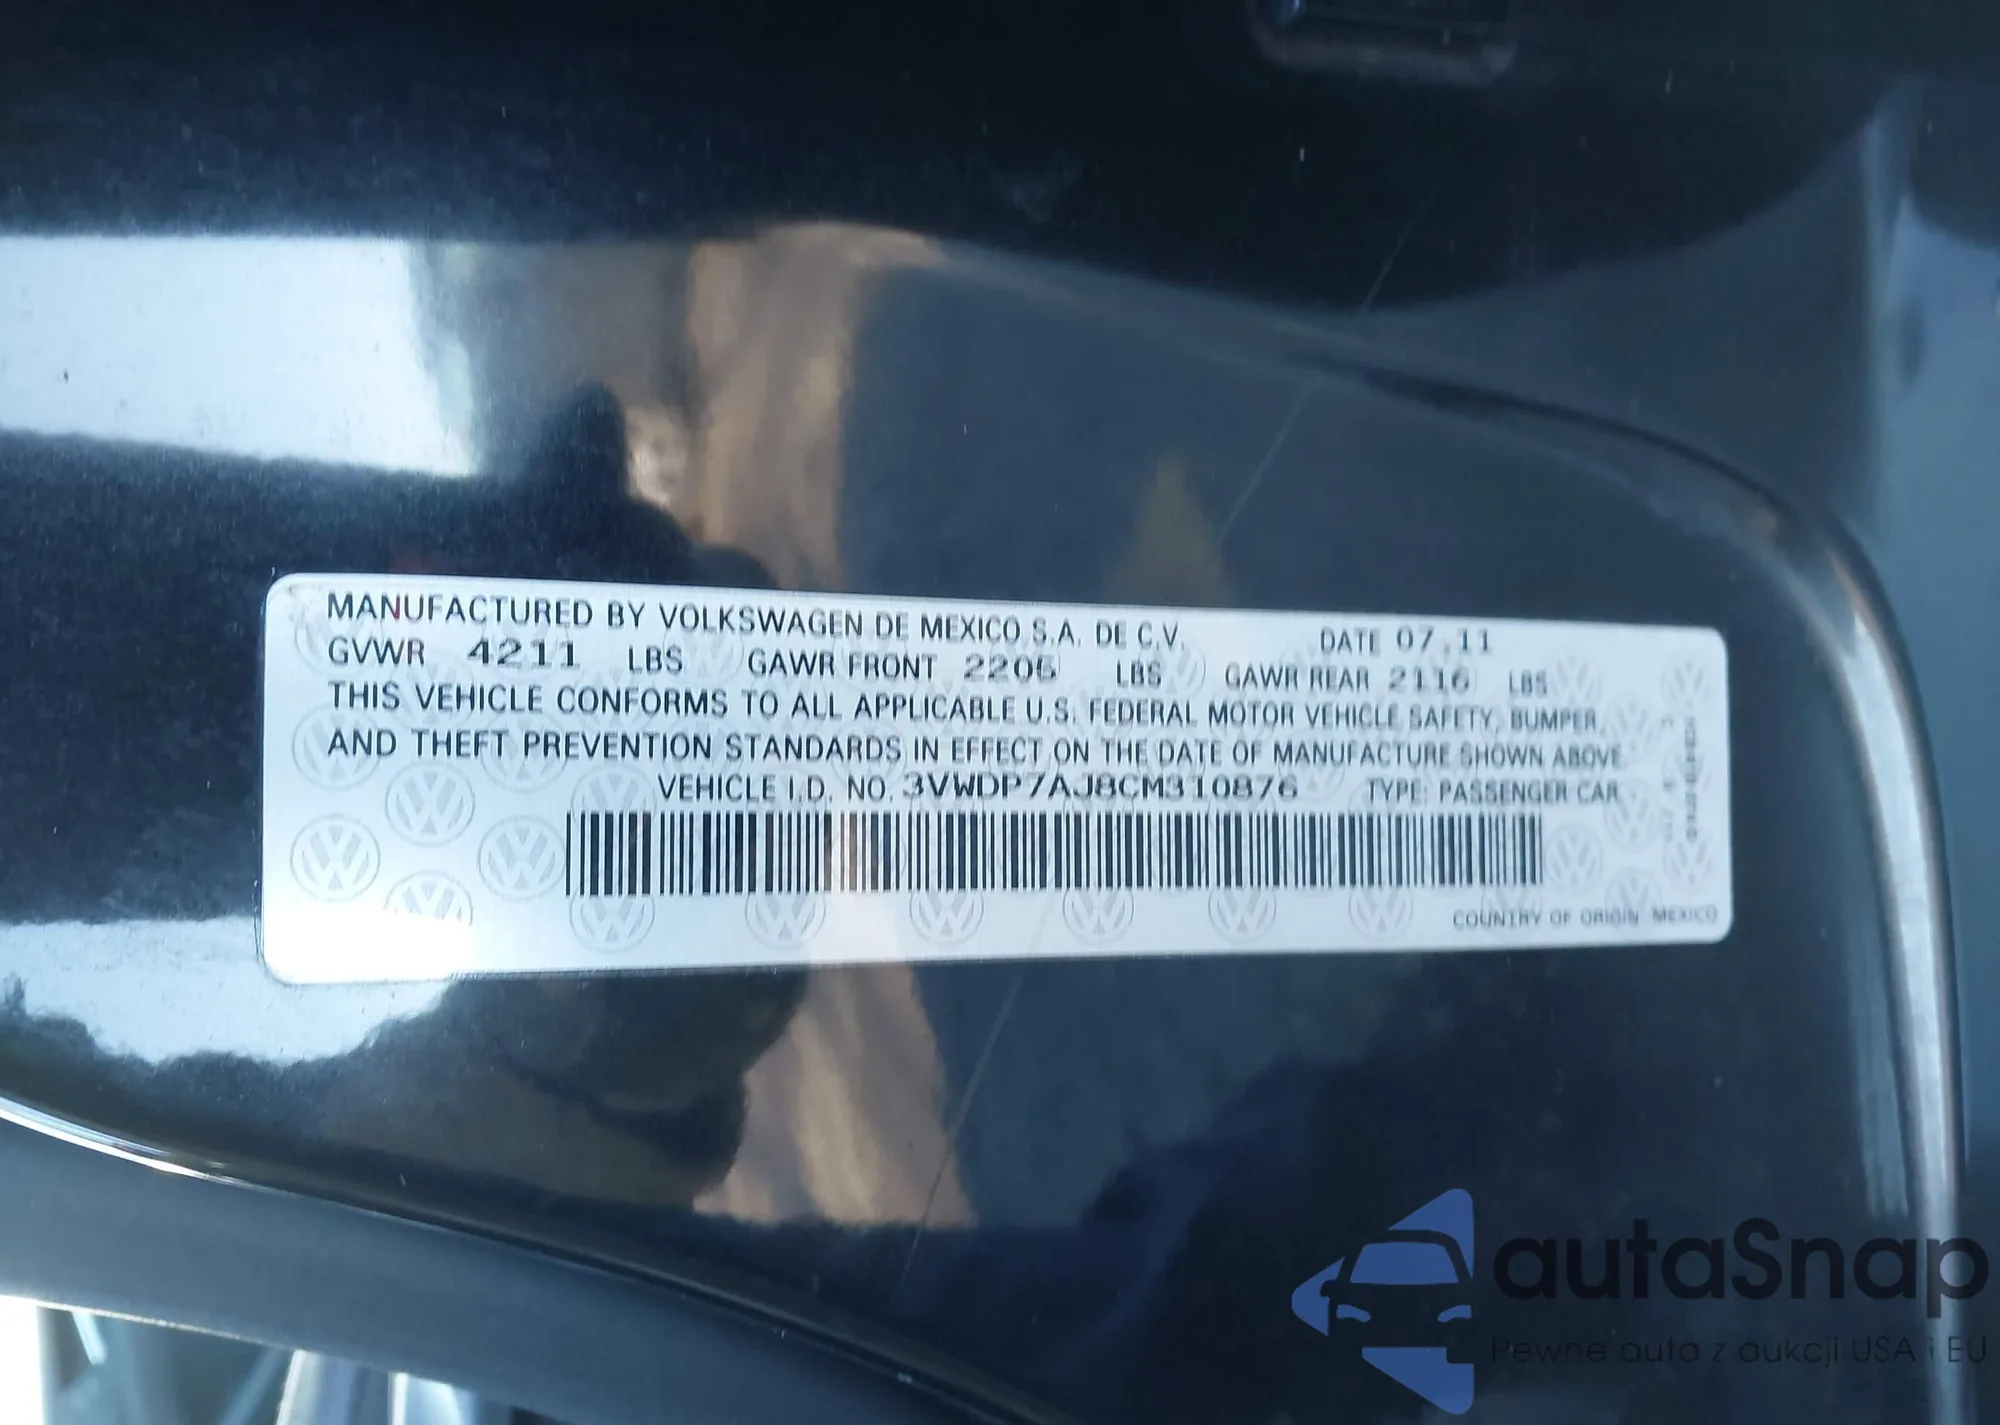 MANUFACTURED BY VOLKSWAGEN DE MEXICO S.A. DE C.V. DATE 07.11
GVWR 4211 LBS GAWR FRONT 2205 LBS GAWR REAR 2116 LBS
THIS VEHICLE CONFORMS TO ALL APPLICABLE U.S. FEDERAL MOTOR VEHICLE SAFETY, BUMPER,
AND THEFT PREVENTION STANDARDS IN EFFECT ON THE DATE OF MANUFACTURE SHOWN ABOVE
VEHICLE I.D. NO. 3VWDP7AJ8CM310876 TYPE: PASSENGER CAR
COUNTRY OF ORIGIN MEXICO
autaSnap
Pewne auta z aukcji USA i EU